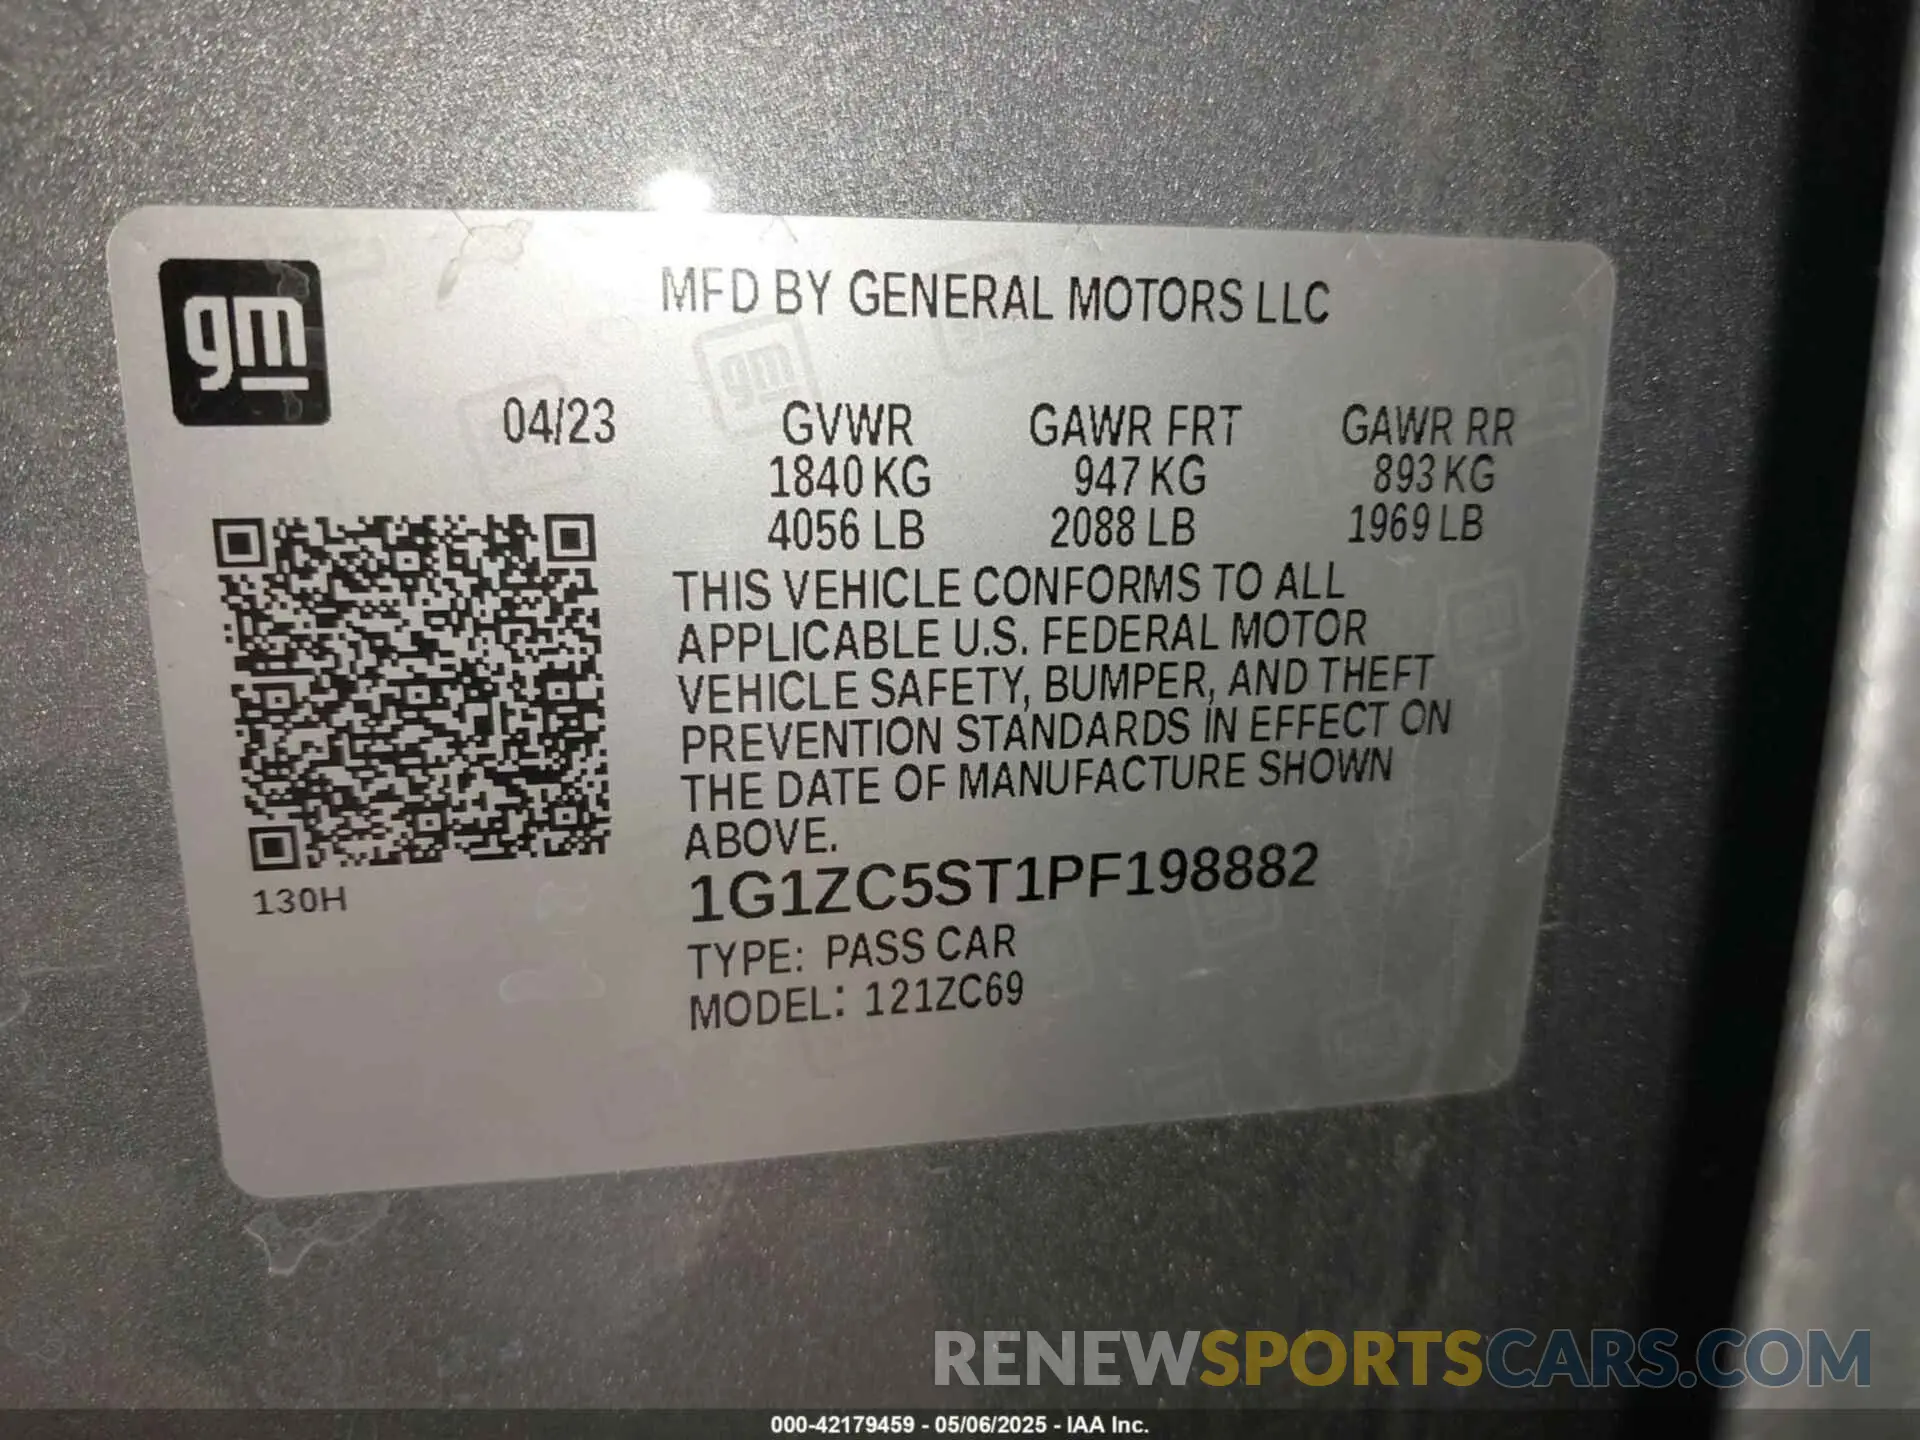 gm
MFD BY GENERAL MOTORS LLC
04/23 GVWR GAWR FRT GAWR RR
1840 KG 947 KG 893 KG
4056 LB 2088 LB 1969 LB
THIS VEHICLE CONFORMS TO ALL
APPLICABLE U.S. FEDERAL MOTOR
VEHICLE SAFETY, BUMPER, AND THEFT
PREVENTION STANDARDS IN EFFECT ON
THE DATE OF MANUFACTURE SHOWN
ABOVE.
130H
1G1ZC5ST1PF198882
TYPE: PASS CAR
MODEL: 121ZC69
RENEWSPORTSCARS.COM
000-42179459 - 05/06/2025 - IAA Inc.